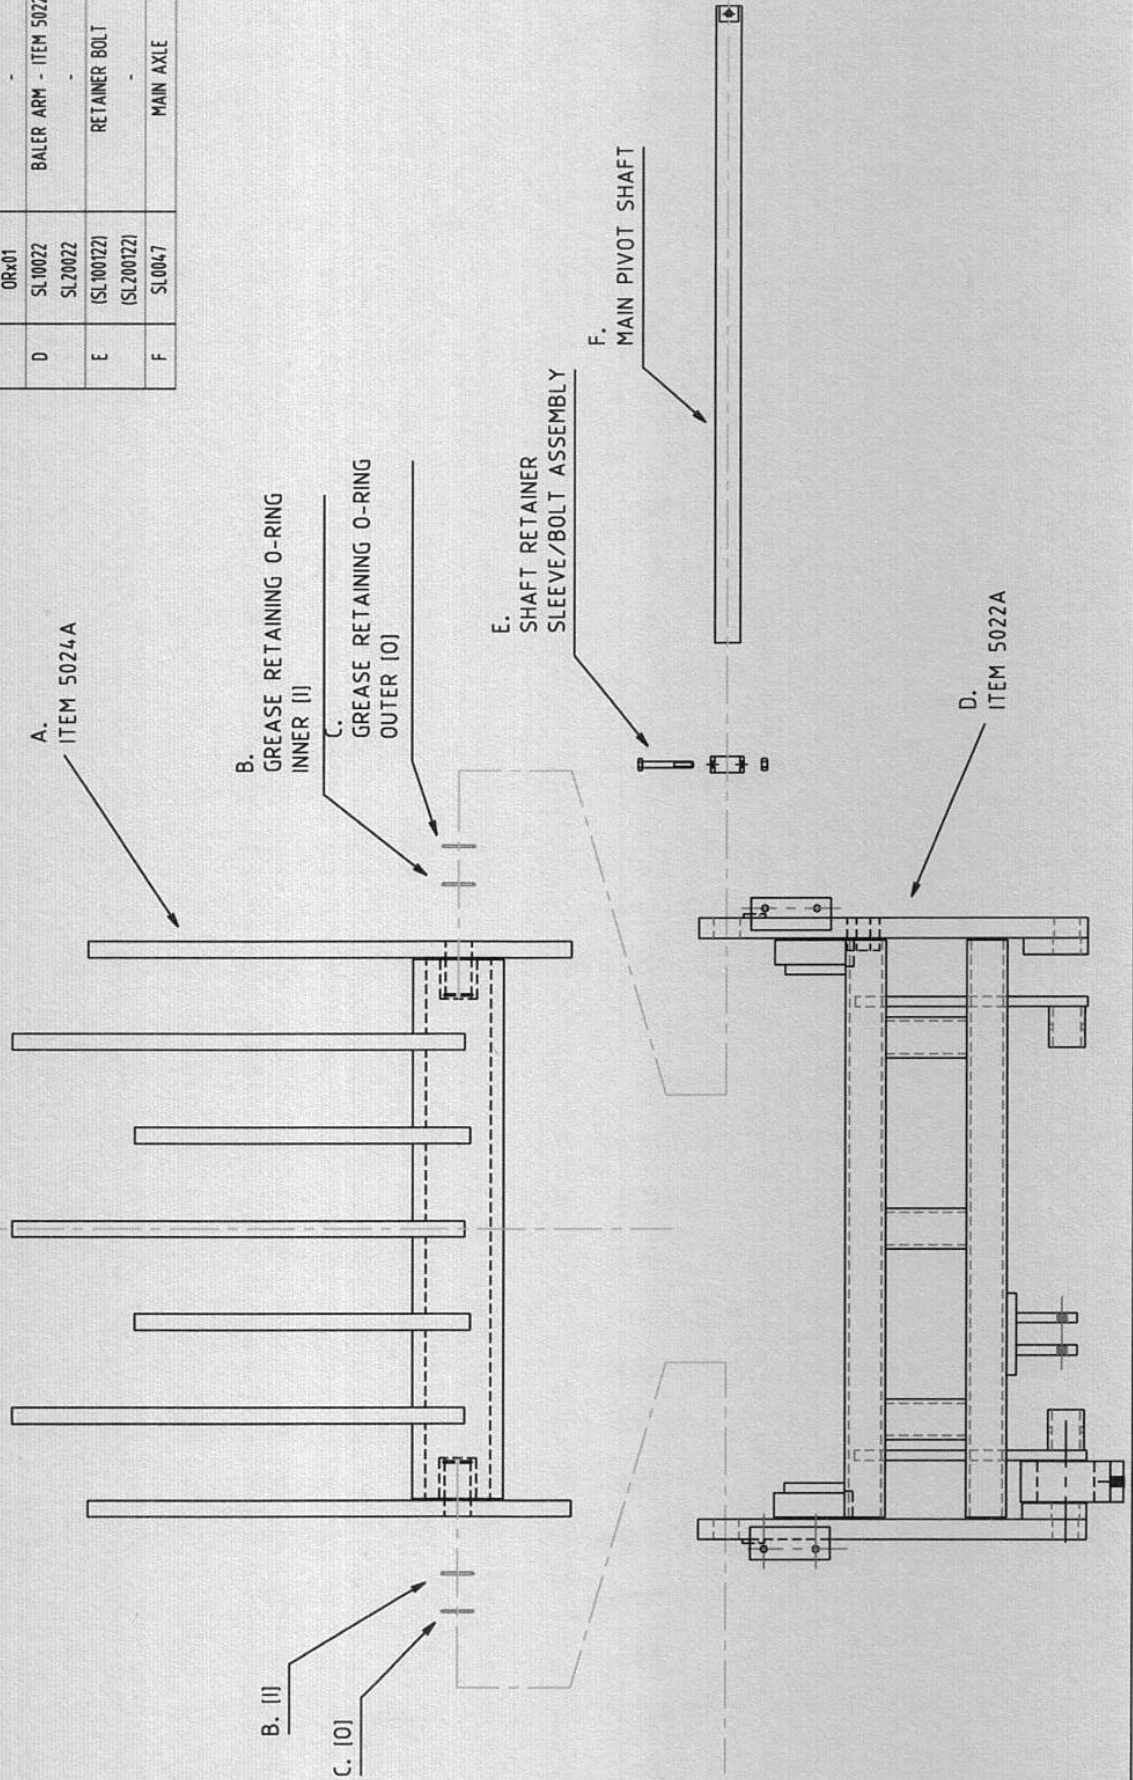 ORx01 -
D SL10022 BALER ARM - ITEM 5022
SL20022 -
E (SL100122) RETAINER BOLT
(SL200122) -
F SL0047 MAIN AXLE
A.
ITEM 5024A
B.
GREASE RETAINING O-RING
INNER [I]
C.
GREASE RETAINING O-RING
OUTER [O]
E.
SHAFT RETAINER
SLEEVE/BOLT ASSEMBLY
F.
MAIN PIVOT SHAFT
D.
ITEM 5022A
B. [I]
C. [O]